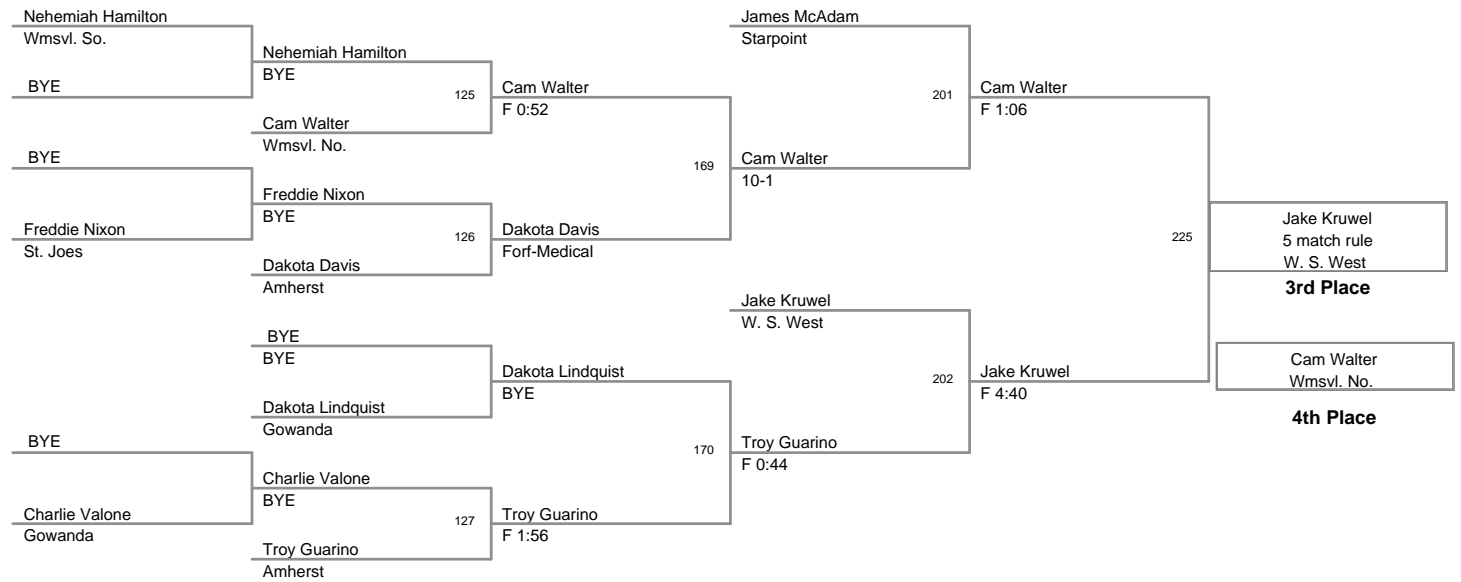 Nehemiah Hamilton
Wmsvl. So.
BYE
BYE
Freddie Nixon
St. Joes
BYE
Charlie Valone
Gowanda
Nehemiah Hamilton
BYE
125
Cam Walter
Wmsvl. No.
Freddie Nixon
BYE
126
Dakota Davis
Amherst
BYE
BYE
Dakota Lindquist
Gowanda
Charlie Valone
BYE
127
Troy Guarino
Amherst
Cam Walter
F 0:52
169
Dakota Davis
Forf-Medical
Dakota Lindquist
BYE
170
Troy Guarino
F 1:56
James McAdam
Starpoint
201
Cam Walter
10-1
Jake Kruwel
W. S. West
202
Troy Guarino
F 0:44
Cam Walter
F 1:06
225
Jake Kruwel
F 4:40
Jake Kruwel
5 match rule
W. S. West
3rd Place
Cam Walter
Wmsvl. No.
4th Place